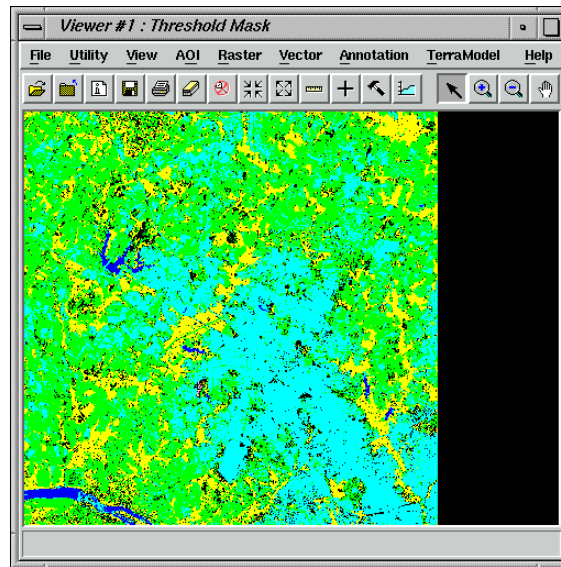 Viewer #1 : Threshold Mask
File Utility View AOI Raster Vector Annotation TerraModel Help